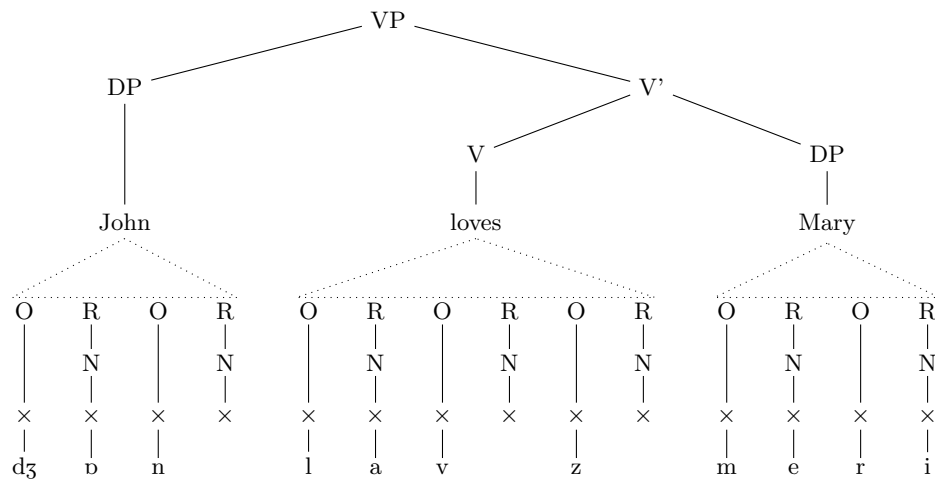 VP
DP V'
V DP
John loves Mary
O R O R O R O R O R O R O R
N N N N N N N
× × × × × × × × × × × × × ×
dʒ ɒ n l a v z m e r i